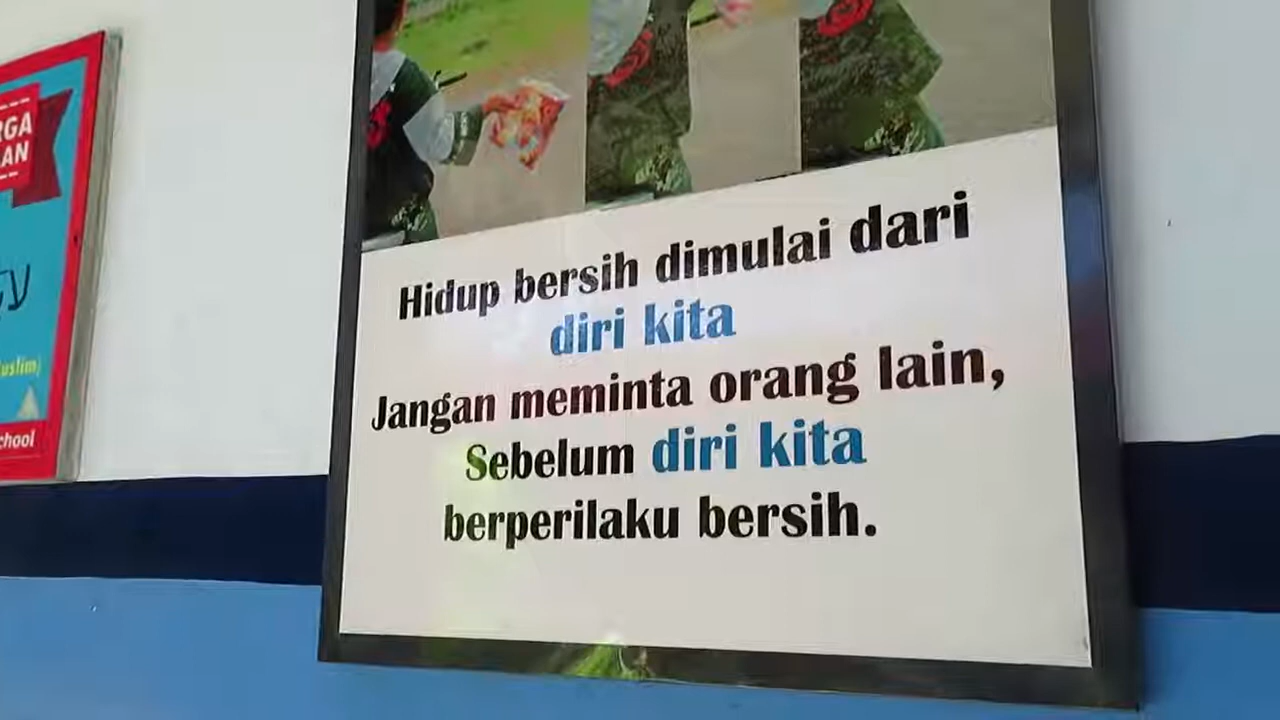 Hidup bersih dimulai dari
diri kita
Jangan meminta orang lain,
Sebelum diri kita
berperilaku bersih.